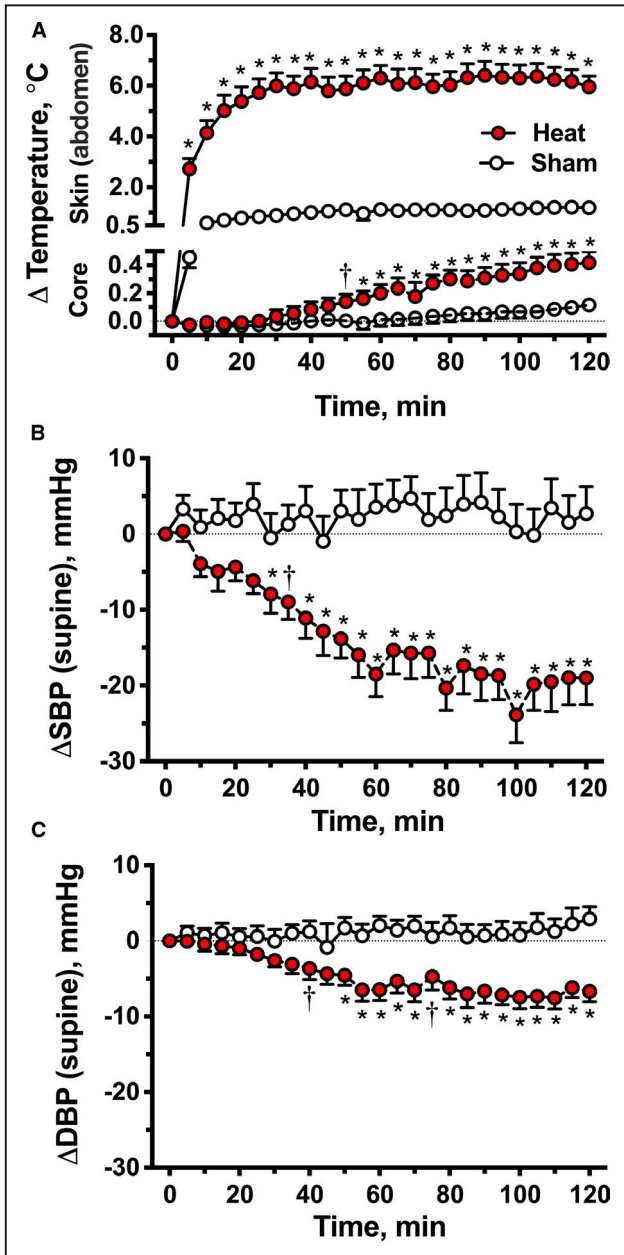 A
Δ Temperature, °C
Skin (abdomen)
Core
8.0
6.0
4.0
2.0
0.5
0.4
0.2
0.0
* * * * * * * * * * * * * * * * * * * * * * * *
Heat
Sham
† * * * * * * * * * * * * * *
0 20 40 60 80 100 120
Time, min
B
ΔSBP (supine), mmHg
10
0
-10
-20
-30
* † * * * * * * * * * * * * * * * * *
0 20 40 60 80 100 120
Time, min
C
ΔDBP (supine), mmHg
10
0
-10
-20
-30
† * * * * * † * * * * * * * * *
0 20 40 60 80 100 120
Time, min